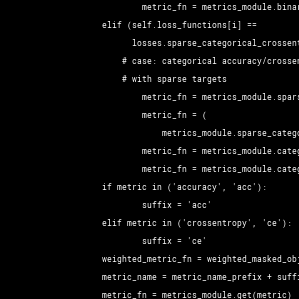 metric_fn = metrics_module.binar
elif (self.loss_functions[i] ==
losses.sparse_categorical_crossent
# case: categorical accuracy/crosser
# with sparse targets
metric_fn = metrics_module.spars
metric_fn = (
metrics_module.sparse_catego
metric_fn = metrics_module.categ
metric_fn = metrics_module.categ
if metric in ('accuracy', 'acc'):
suffix = 'acc'
elif metric in ('crossentropy', 'ce'):
suffix = 'ce'
weighted_metric_fn = weighted_masked_obj
metric_name = metric_name_prefix + suffi
metric_fn = metrics_module.get(metric)